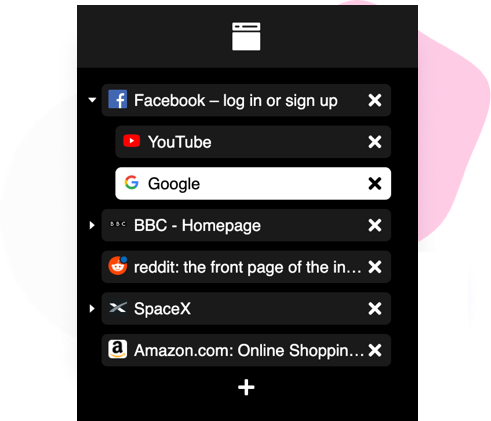 Facebook – log in or sign up
YouTube
Google
BBC BBC - Homepage
reddit: the front page of the in...
SpaceX
a Amazon.com: Online Shoppin...